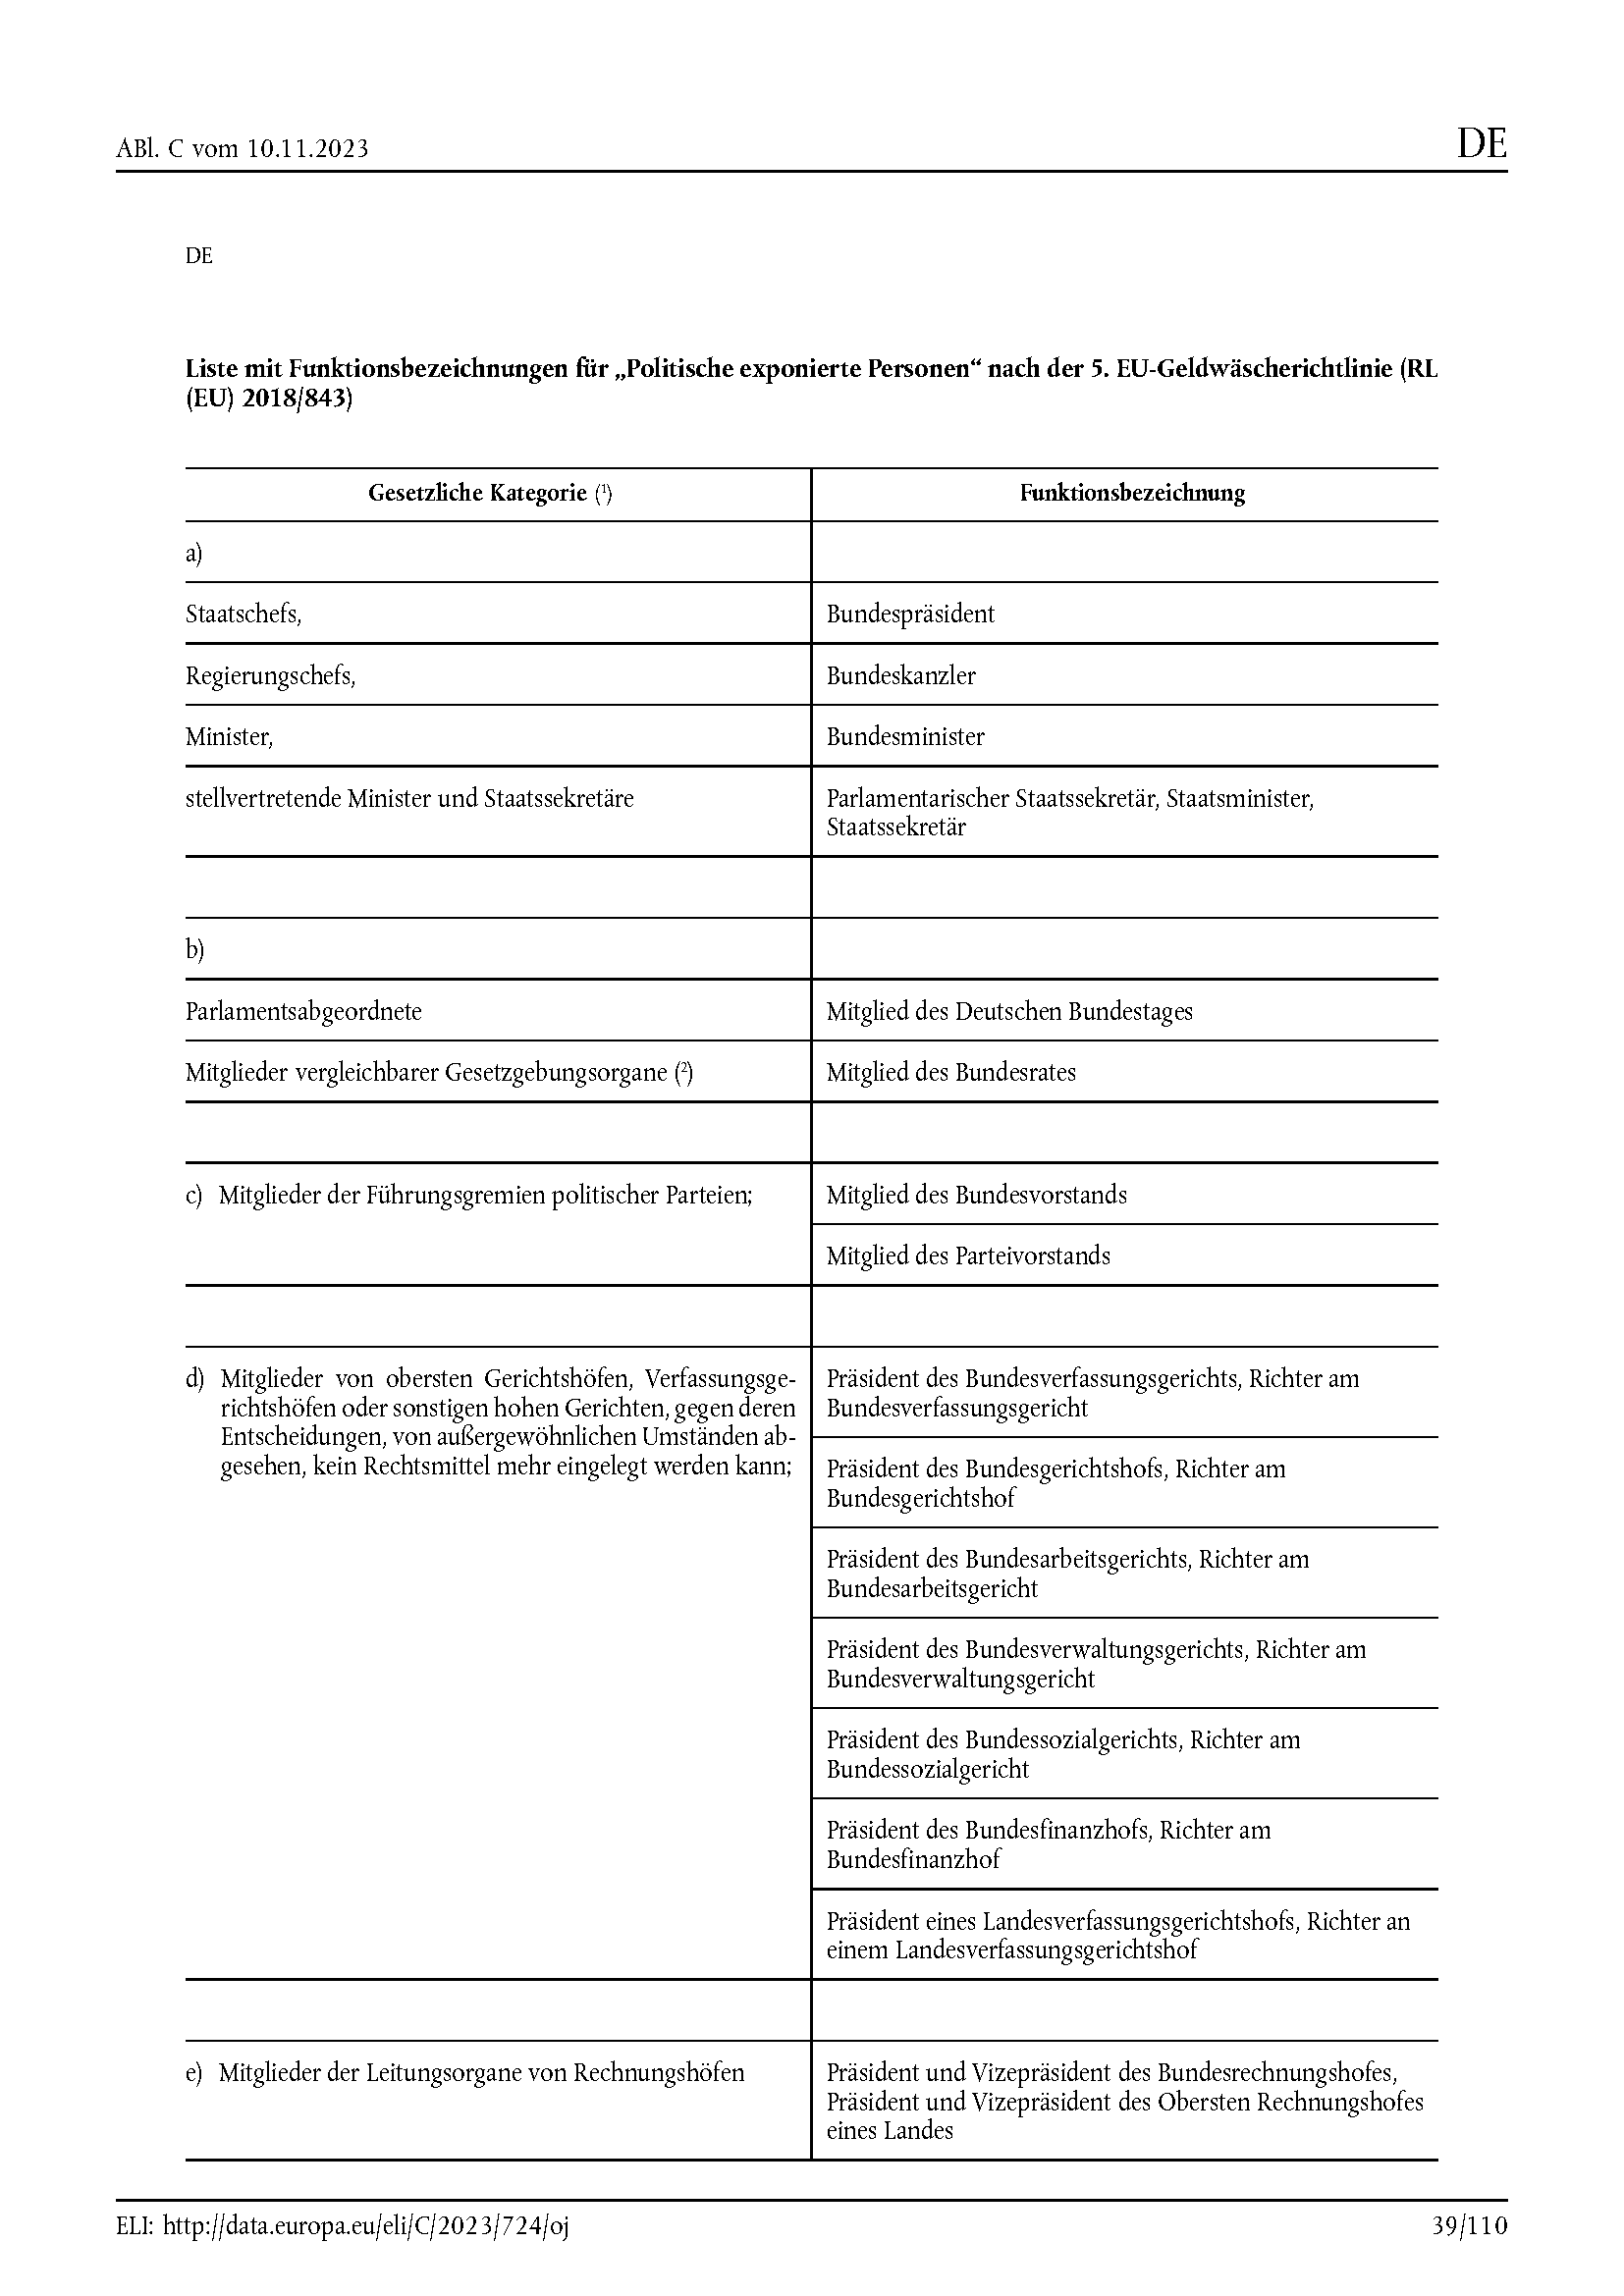 ABl. C vom 10.11.2023
DE
DE
Liste mit Funktionsbezeichnungen für „Politische exponierte Personen“ nach der 5. EU-Geldwäscherichtlinie (RL
(EU) 2018/843)
Gesetzliche Kategorie (¹)
Funktionsbezeichnung
a)
Staatschefs,
Bundespräsident
Regierungschefs,
Bundeskanzler
Minister,
Bundesminister
stellvertretende Minister und Staatssekretäre
Parlamentarischer Staatssekretär, Staatsminister,
Staatssekretär
b)
Parlamentsabgeordnete
Mitglied des Deutschen Bundestages
Mitglieder vergleichbarer Gesetzgebungsorgane (²)
Mitglied des Bundesrates
c) Mitglieder der Führungsgremien politischer Parteien;
Mitglied des Bundesvorstands
Mitglied des Parteivorstands
d) Mitglieder von obersten Gerichtshöfen, Verfassungsge-
richtshöfen oder sonstigen hohen Gerichten, gegen deren
Entscheidungen, von außergewöhnlichen Umständen ab-
gesehen, kein Rechtsmittel mehr eingelegt werden kann;
Präsident des Bundesverfassungsgerichts, Richter am
Bundesverfassungsgericht
Präsident des Bundesgerichtshofs, Richter am
Bundesgerichtshof
Präsident des Bundesarbeitsgerichts, Richter am
Bundesarbeitsgericht
Präsident des Bundesverwaltungsgerichts, Richter am
Bundesverwaltungsgericht
Präsident des Bundessozialgerichts, Richter am
Bundessozialgericht
Präsident des Bundesfinanzhofs, Richter am
Bundesfinanzhof
Präsident eines Landesverfassungsgerichtshofs, Richter an
einem Landesverfassungsgerichtshof
e) Mitglieder der Leitungsorgane von Rechnungshöfen
Präsident und Vizepräsident des Bundesrechnungshofes,
Präsident und Vizepräsident des Obersten Rechnungshofes
eines Landes
ELI: http://data.europa.eu/eli/C/2023/724/oj
39/110